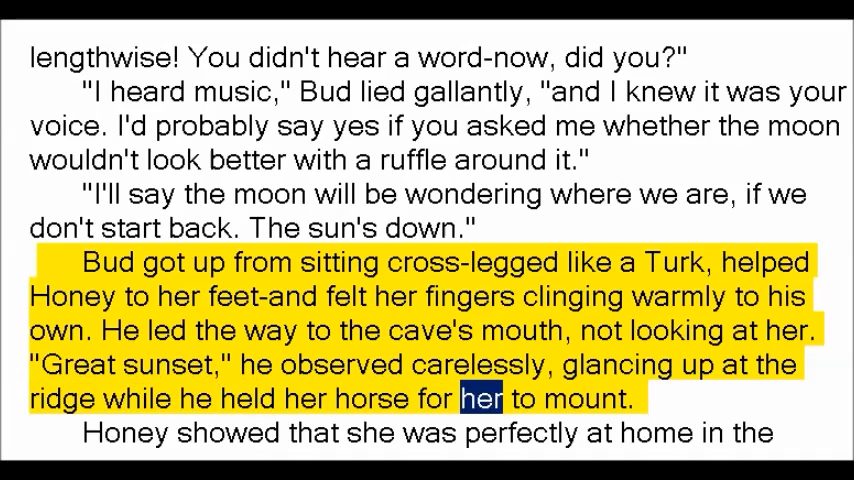 lengthwise! You didn't hear a word-now, did you?"
"I heard music," Bud lied gallantly, "and I knew it was your
voice. I'd probably say yes if you asked me whether the moon
wouldn't look better with a ruffle around it."
"I'll say the moon will be wondering where we are, if we
don't start back. The sun's down."
Bud got up from sitting cross-legged like a Turk, helped
Honey to her feet-and felt her fingers clinging warmly to his
own. He led the way to the cave's mouth, not looking at her.
"Great sunset," he observed carelessly, glancing up at the
ridge while he held her horse for her to mount.
Honey showed that she was perfectly at home in the